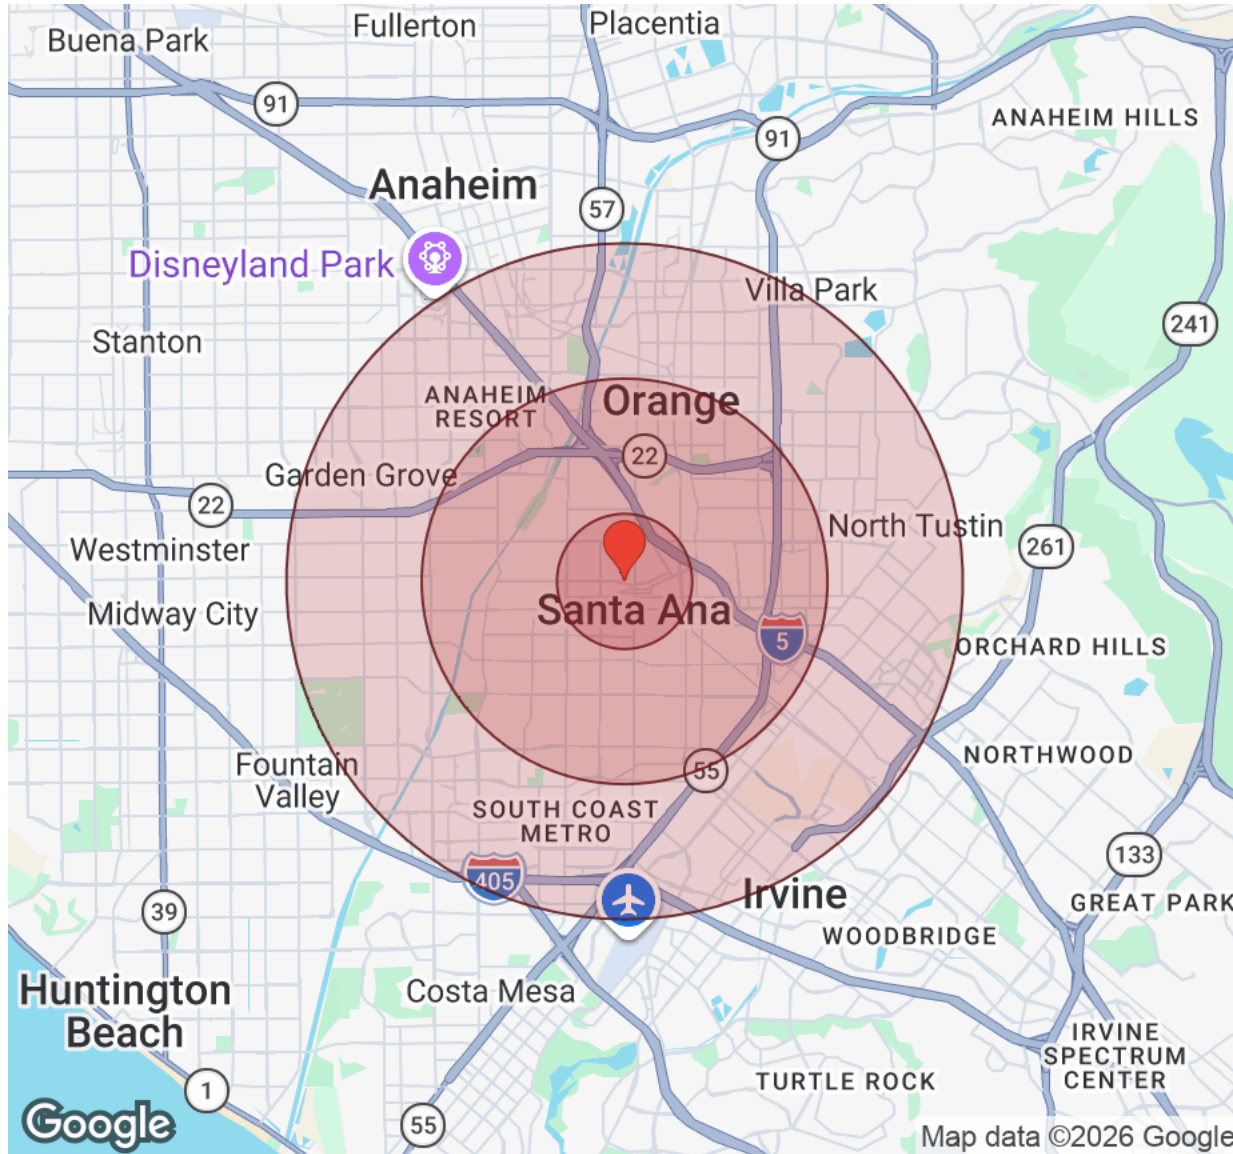 Fullerton
Placentia
Buena Park
91
ANAHEIM HILLS
91
Anaheim
57
Disneyland Park
Villa Park
241
Stanton
ANAHEIM
RESORT
Orange
22
Garden Grove
22
North Tustin
261
Westminster
Midway City
Santa Ana
5
ORCHARD HILLS
NORTHWOOD
Fountain
Valley
55
SOUTH COAST
METRO
133
405
Irvine
GREAT PARK
39
WOODBRIDGE
Huntington
Beach
Costa Mesa
IRVINE
SPECTRUM
CENTER
TURTLE ROCK
1
Google
55
Map data ©2026 Google